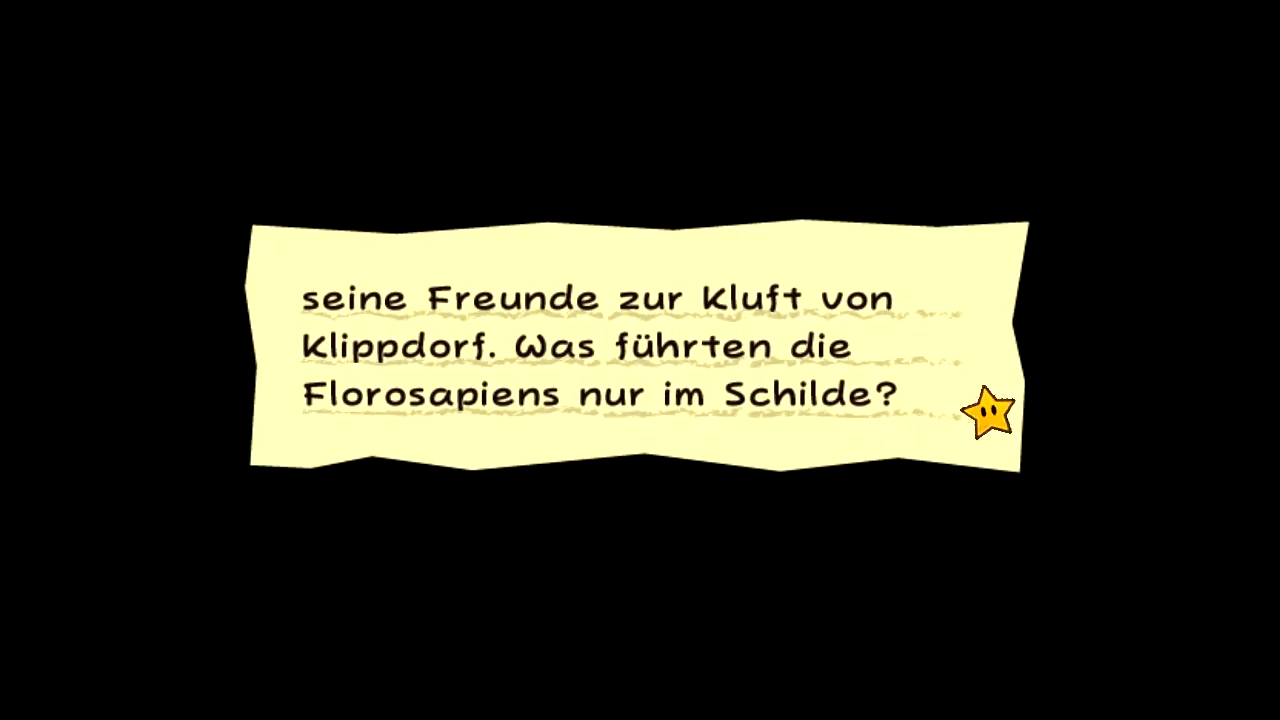 seine Freunde zur Kluft von
Klippdorf. Was führten die
Florosapiens nur im Schilde?